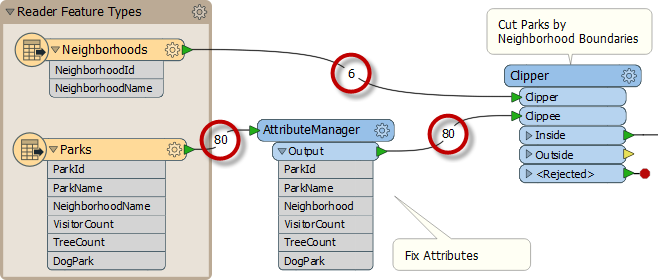 Reader Feature Types
Neighborhoods
NeighborhoodId
NeighborhoodName
6
Parks
ParkId
ParkName
NeighborhoodName
VisitorCount
TreeCount
DogPark
80
AttributeManager
Output
ParkId
ParkName
Neighborhood
VisitorCount
TreeCount
DogPark
80
Fix Attributes
Cut Parks by
Neighborhood Boundaries
Clipper
Clipper
Clippee
Inside
Outside
<Rejected>